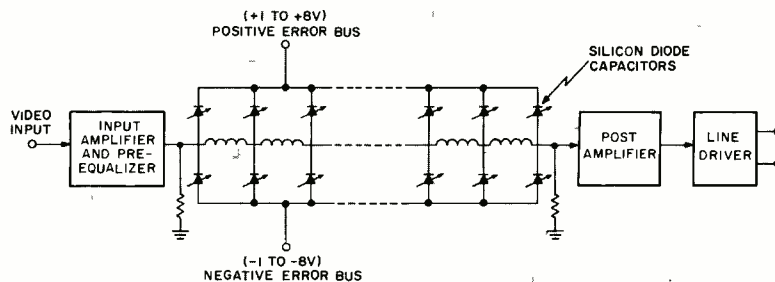 (+1 TO +8V)
POSITIVE ERROR BUS
SILICON DIODE
CAPACITORS
VIDEO
INPUT
INPUT
AMPLIFIER
AND PRE-
EQUALIZER
POST
AMPLIFIER
LINE
DRIVER
(-1 TO -8V)
NEGATIVE ERROR BUS